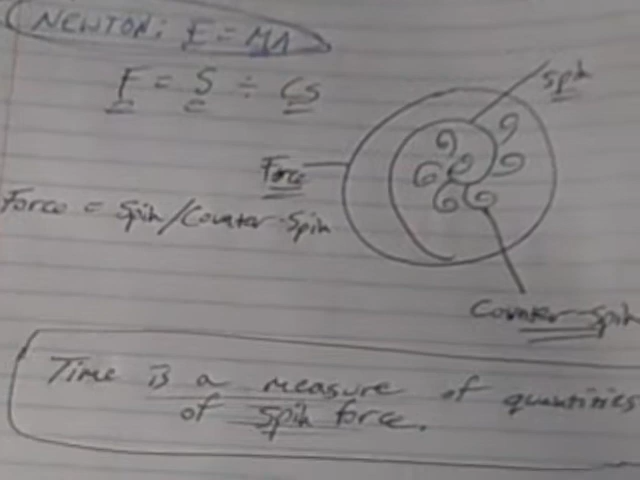 NEWTON: F = MA
F = S ÷ CS
Spin
Force
Force = Spin/Counter-Spin
Counter-Spin
Time is a measure of quantities
of Spin force.